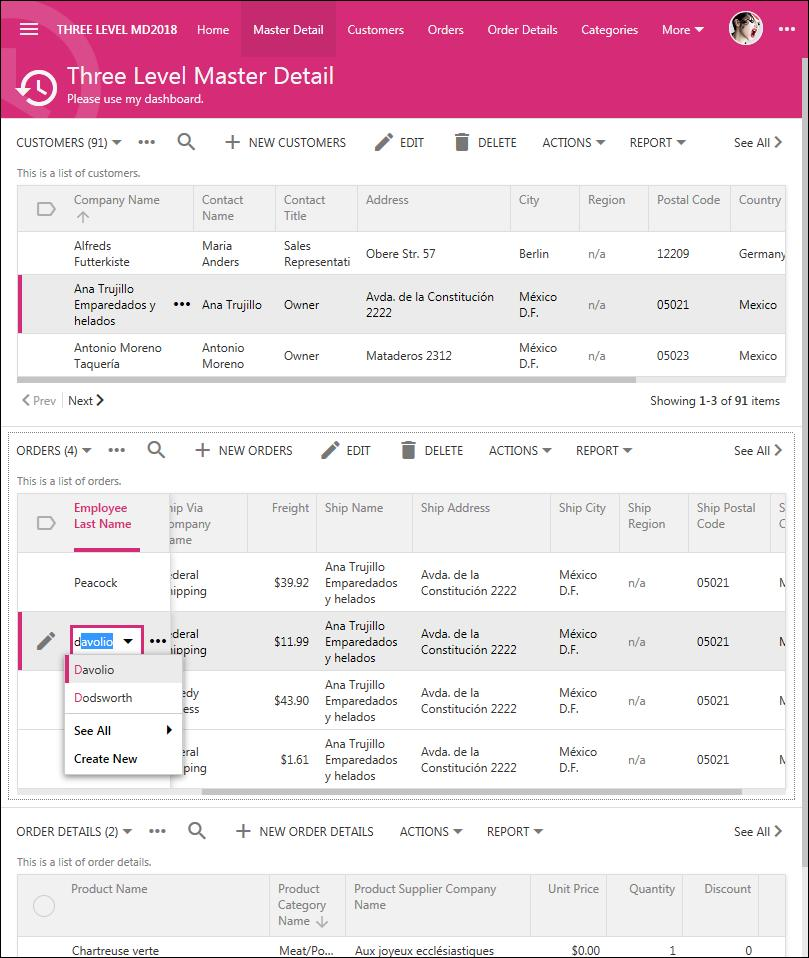 THREE LEVEL MD2018 Home Master Detail Customers Orders Order Details Categories More
Three Level Master Detail
Please use my dashboard.
CUSTOMERS (91) NEW CUSTOMERS EDIT DELETE ACTIONS REPORT See All
This is a list of customers.
Company Name Contact Name Contact Title Address City Region Postal Code Country
Alfreds Futterkiste Maria Anders Sales Representati Obere Str. 57 Berlin n/a 12209 Germany
Ana Trujillo Emparedados y helados Ana Trujillo Owner Avda. de la Constitución 2222 México D.F. n/a 05021 Mexico
Antonio Moreno Taquería Antonio Moreno Owner Mataderos 2312 México D.F. n/a 05023 Mexico
Prev Next Showing 1-3 of 91 items
ORDERS (4) NEW ORDERS EDIT DELETE ACTIONS REPORT See All
This is a list of orders.
Employee Last Name hip Via ompany ame Freight Ship Name Ship Address Ship City Ship Region Ship Postal Code S C
Peacock ederal hipping $39.92 Ana Trujillo Emparedados y helados Avda. de la Constitución 2222 México D.F. n/a 05021 M
davolio ederal hipping $11.99 Ana Trujillo Emparedados y helados Avda. de la Constitución 2222 México D.F. n/a 05021 M
Davolio
Dodsworth
See All
Create New
edy ess $43.90 Ana Trujillo Emparedados y helados Avda. de la Constitución 2222 México D.F. n/a 05021 M
eral ping $1.61 Ana Trujillo Emparedados y helados Avda. de la Constitución 2222 México D.F. n/a 05021 M
ORDER DETAILS (2) NEW ORDER DETAILS ACTIONS REPORT See All
This is a list of order details.
Product Name Product Category Name Product Supplier Company Name Unit Price Quantity Discount
Chartreuse verte Meat/Po... Aux joyeux ecclésiastiques $0.00 1 0